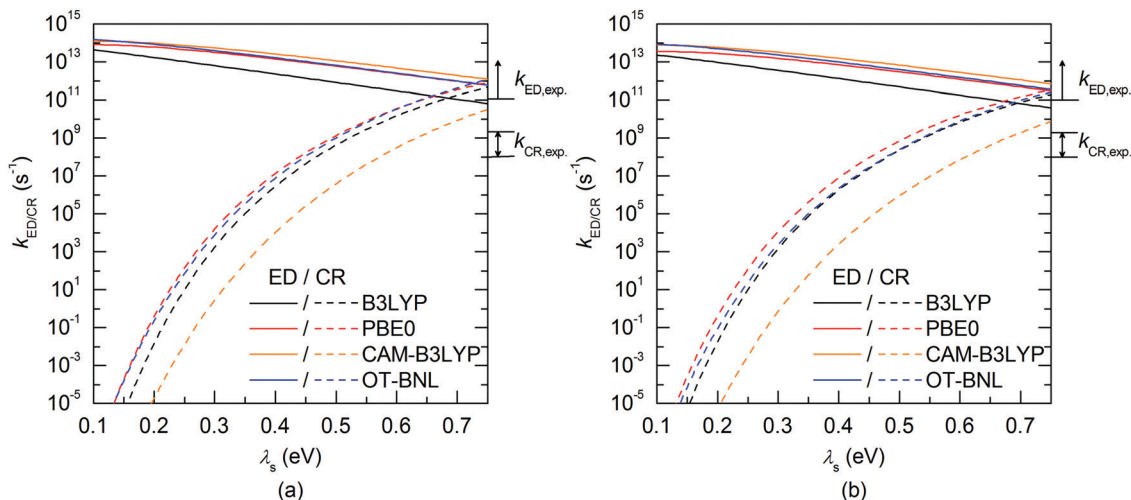 10^15
10^13
10^11
10^9
10^7
10^5
10^3
10^1
10^-1
10^-3
10^-5
k_ED/CR (s^-1)
k_ED,exp.
k_CR,exp.
ED / CR
/ B3LYP
/ PBE0
/ CAM-B3LYP
/ OT-BNL
0.1 0.2 0.3 0.4 0.5 0.6 0.7
λ_s (eV)
(a)
10^15
10^13
10^11
10^9
10^7
10^5
10^3
10^1
10^-1
10^-3
10^-5
k_ED/CR (s^-1)
k_ED,exp.
k_CR,exp.
ED / CR
/ B3LYP
/ PBE0
/ CAM-B3LYP
/ OT-BNL
0.1 0.2 0.3 0.4 0.5 0.6 0.7
λ_s (eV)
(b)